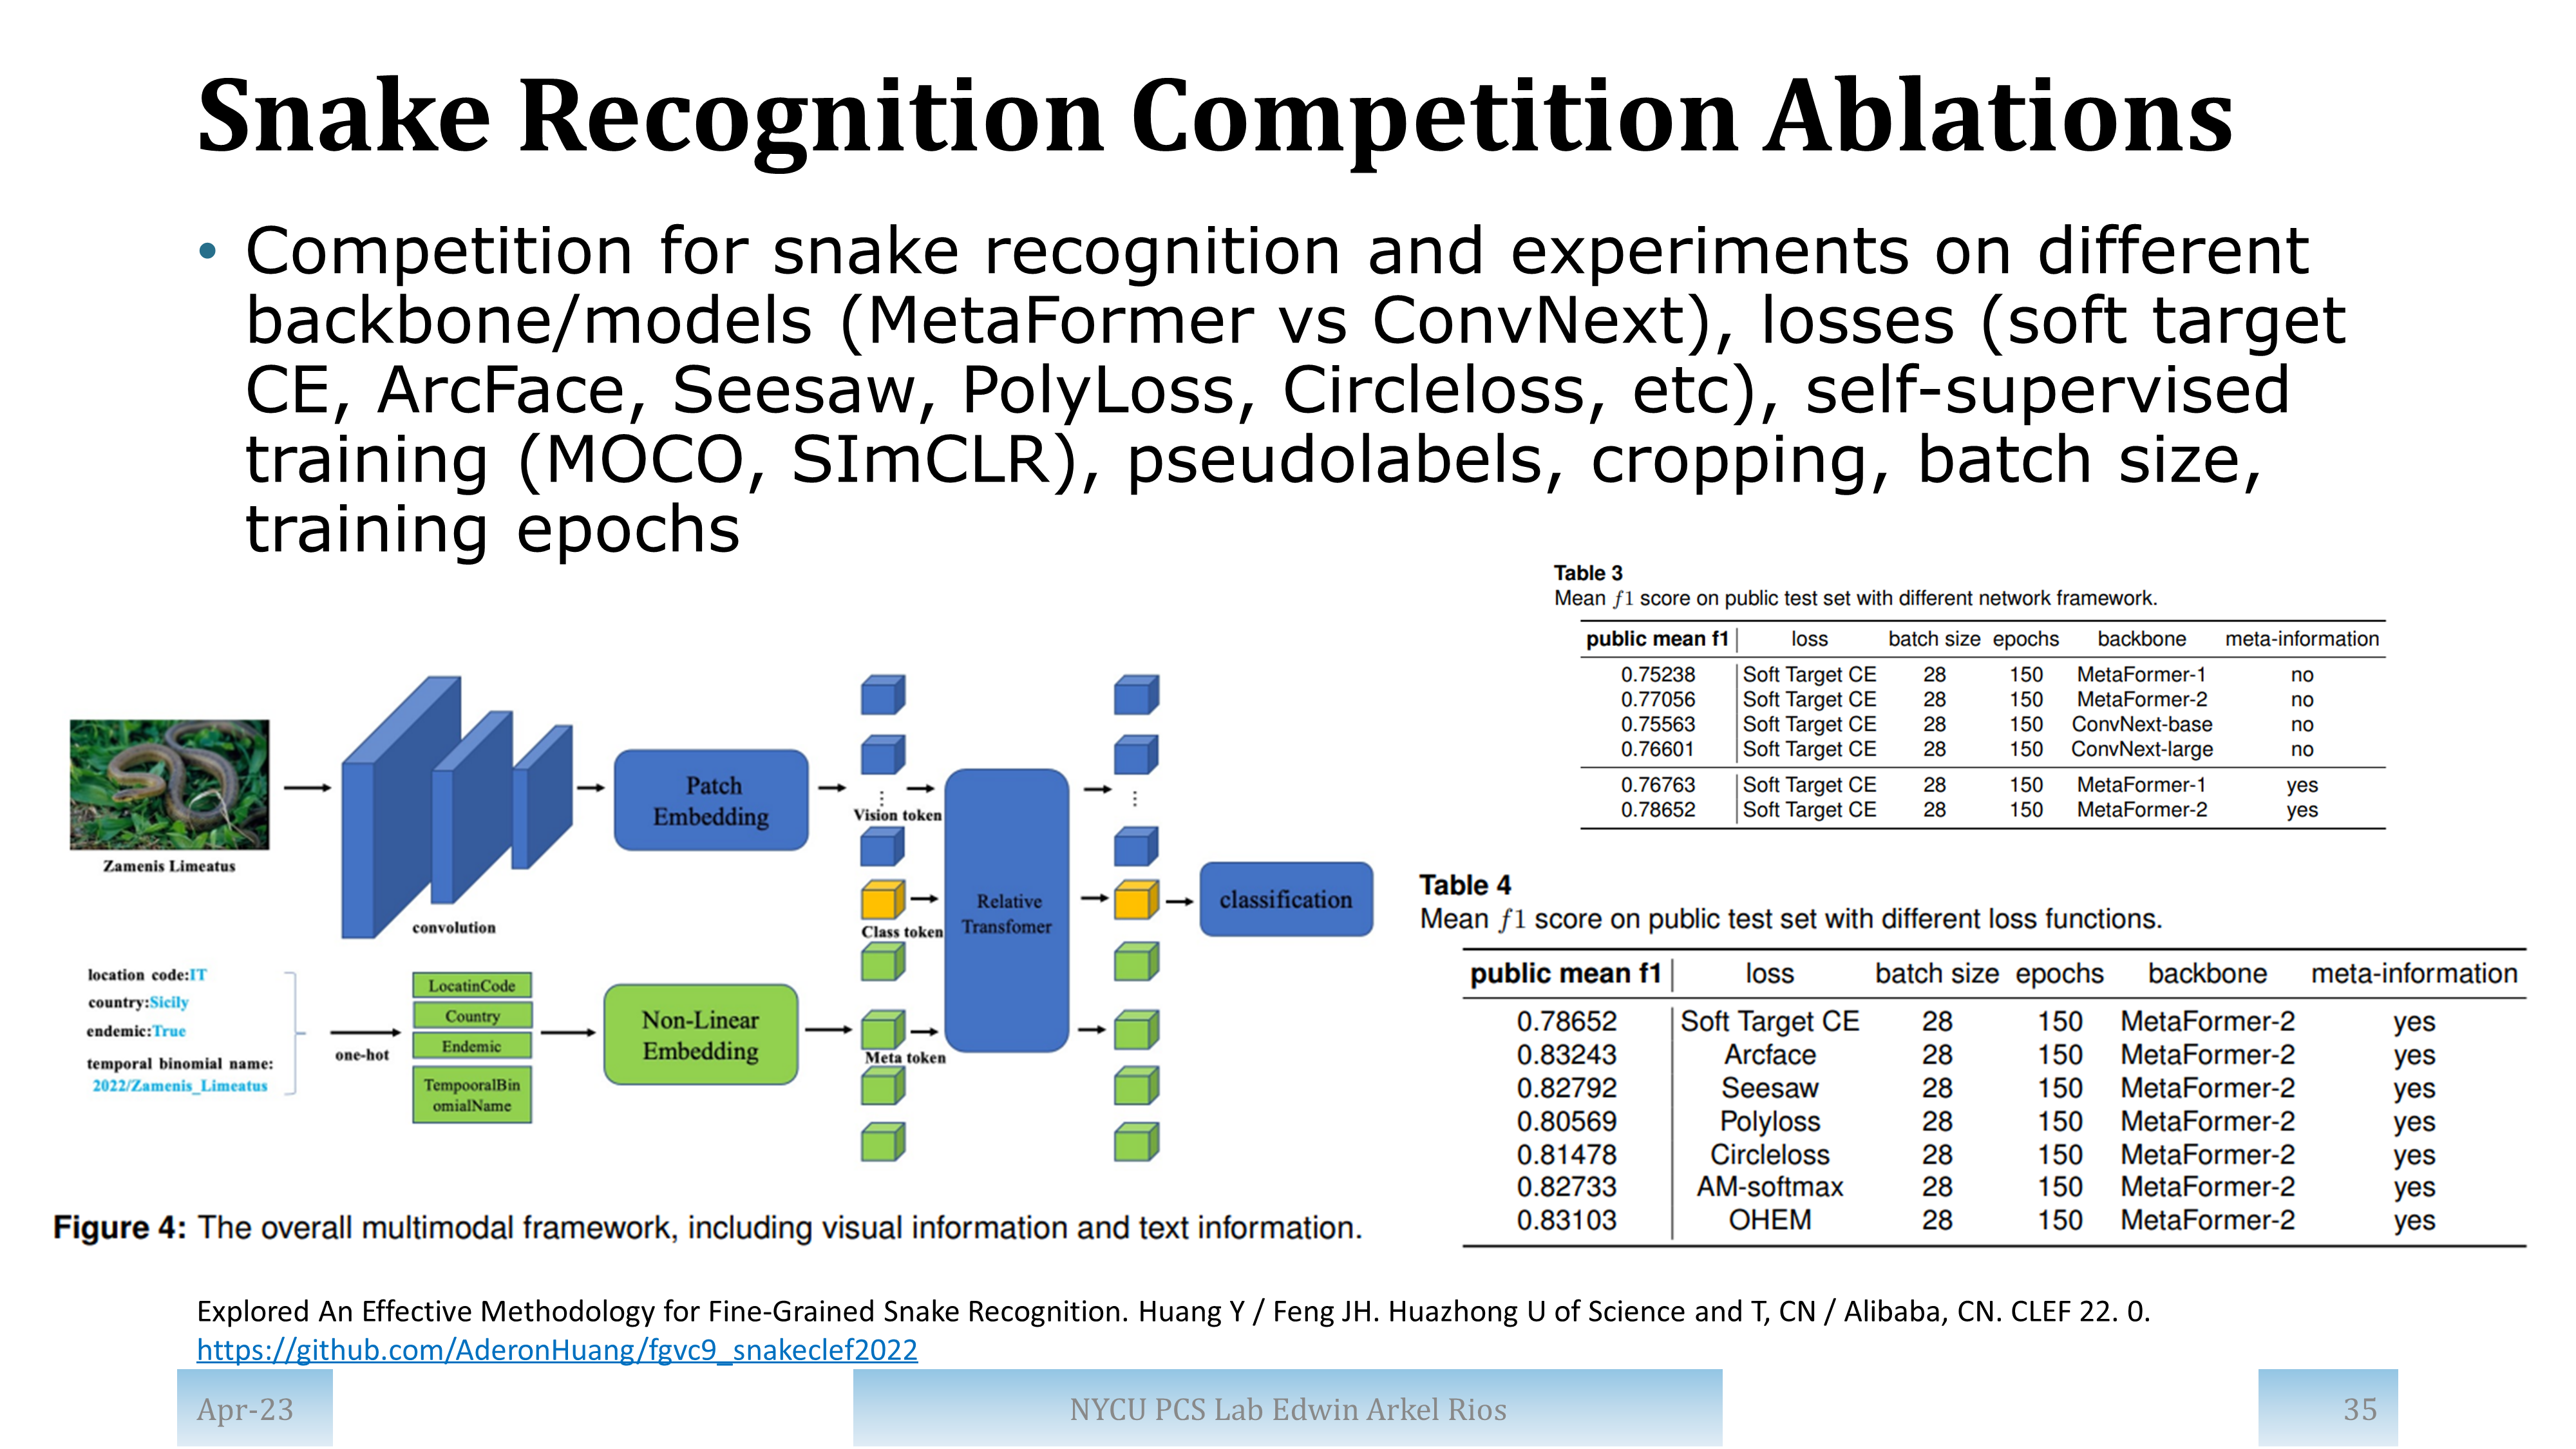 Snake Recognition Competition Ablations
• Competition for snake recognition and experiments on different
backbone/models (MetaFormer vs ConvNext), losses (soft target
CE, ArcFace, Seesaw, PolyLoss, Circleloss, etc), self-supervised
training (MOCO, SImCLR), pseudolabels, cropping, batch size,
training epochs
Zamenis Limeatus
convolution
Patch
Embedding
Vision token
Class token
Meta token
Relative
Transfomer
classification
location code:IT
country:Sicily
endemic:True
temporal binomial name:
2022/Zamenis_Limeatus
one-hot
LocatinCode
Country
Endemic
TempooralBin
omialName
Non-Linear
Embedding
Figure 4: The overall multimodal framework, including visual information and text information.
Table 3
Mean f1 score on public test set with different network framework.
public mean f1 loss batch size epochs backbone meta-information
0.75238 Soft Target CE 28 150 MetaFormer-1 no
0.77056 Soft Target CE 28 150 MetaFormer-2 no
0.75563 Soft Target CE 28 150 ConvNext-base no
0.76601 Soft Target CE 28 150 ConvNext-large no
0.76763 Soft Target CE 28 150 MetaFormer-1 yes
0.78652 Soft Target CE 28 150 MetaFormer-2 yes
Table 4
Mean f1 score on public test set with different loss functions.
public mean f1 loss batch size epochs backbone meta-information
0.78652 Soft Target CE 28 150 MetaFormer-2 yes
0.83243 Arcface 28 150 MetaFormer-2 yes
0.82792 Seesaw 28 150 MetaFormer-2 yes
0.80569 Polyloss 28 150 MetaFormer-2 yes
0.81478 Circleloss 28 150 MetaFormer-2 yes
0.82733 AM-softmax 28 150 MetaFormer-2 yes
0.83103 OHEM 28 150 MetaFormer-2 yes
Explored An Effective Methodology for Fine-Grained Snake Recognition. Huang Y / Feng JH. Huazhong U of Science and T, CN / Alibaba, CN. CLEF 22. 0.
https://github.com/AderonHuang/fgvc9_snakeclef2022
Apr-23
NYCU PCS Lab Edwin Arkel Rios
35